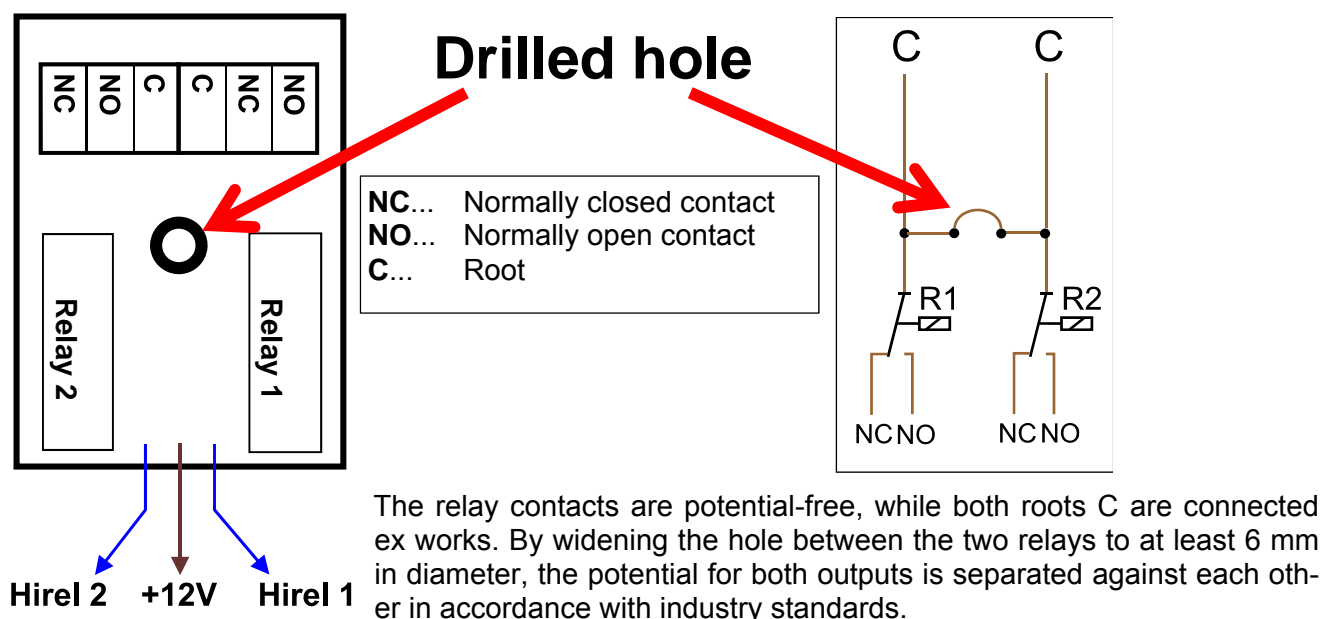 Drilled hole
NC NO C C NC NO
Relay 2
Relay 1
Hirel 2 +12V Hirel 1
NC... Normally closed contact
NO... Normally open contact
C... Root
C C
R1 R2
NC NO NC NO
The relay contacts are potential-free, while both roots C are connected
ex works. By widening the hole between the two relays to at least 6 mm
in diameter, the potential for both outputs is separated against each oth-
er in accordance with industry standards.